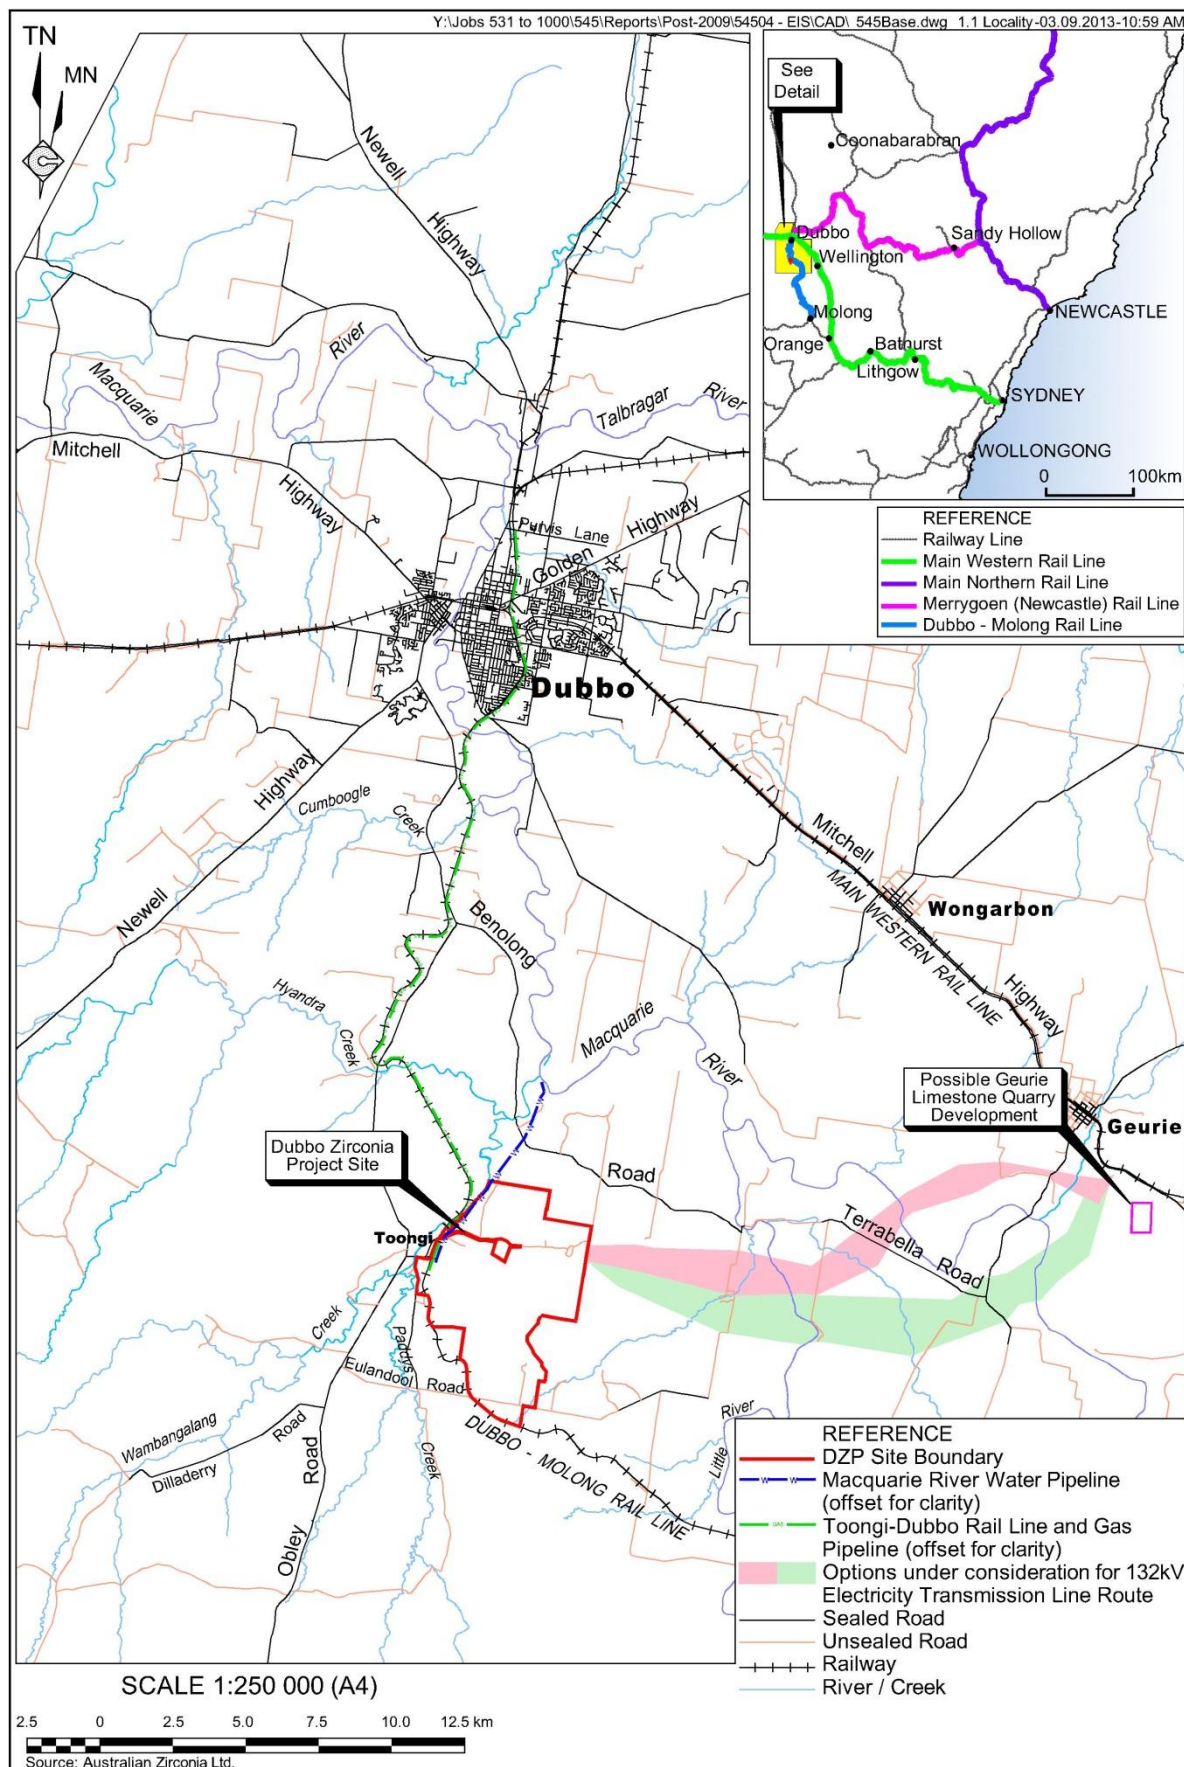 Y:\Jobs 531 to 1000\545\Reports\Post-2009\54504 - EIS\CAD\_545Base.dwg 1.1 Locality-03.09.2013-10:59 AM
TN
MN
See
Detail
Coonabarabran
Dubbo
Sandy Hollow
Wellington
Molong
NEWCASTLE
Orange
Bathurst
Lithgow
SYDNEY
WOLLONGONG
0 100km
REFERENCE
Railway Line
Main Western Rail Line
Main Northern Rail Line
Merrygoen (Newcastle) Rail Line
Dubbo - Molong Rail Line
Newell
Highway
River
Macquarie
Talbragar
River
Mitchell
Highway
Purvis Lane
Highway
Golden
Dubbo
Highway
Cumboogle
Creek
Newell
Benolong
Mitchell
MAIN WESTERN RAIL LINE
Wongarbon
Highway
Hyandra
Creek
Macquarie
River
Possible Geurie
Limestone Quarry
Development
Geurie
Dubbo Zirconia
Project Site
Road
Toongi
Terrabella
Road
Creek
Paddys
Eulandool Road
Wambangalang
Road
Dilladerry
Road
Creek
Obley
DUBBO - MOLONG RAIL LINE
River
Little
W W W W W W
REFERENCE
DZP Site Boundary
W W
Macquarie River Water Pipeline
(offset for clarity)
GAS
Toongi-Dubbo Rail Line and Gas
Pipeline (offset for clarity)
Options under consideration for 132kV
Electricity Transmission Line Route
Sealed Road
Unsealed Road
Railway
River / Creek
SCALE 1:250 000 (A4)
2.5 0 2.5 5.0 7.5 10.0 12.5 km
Source: Australian Zirconia Ltd.